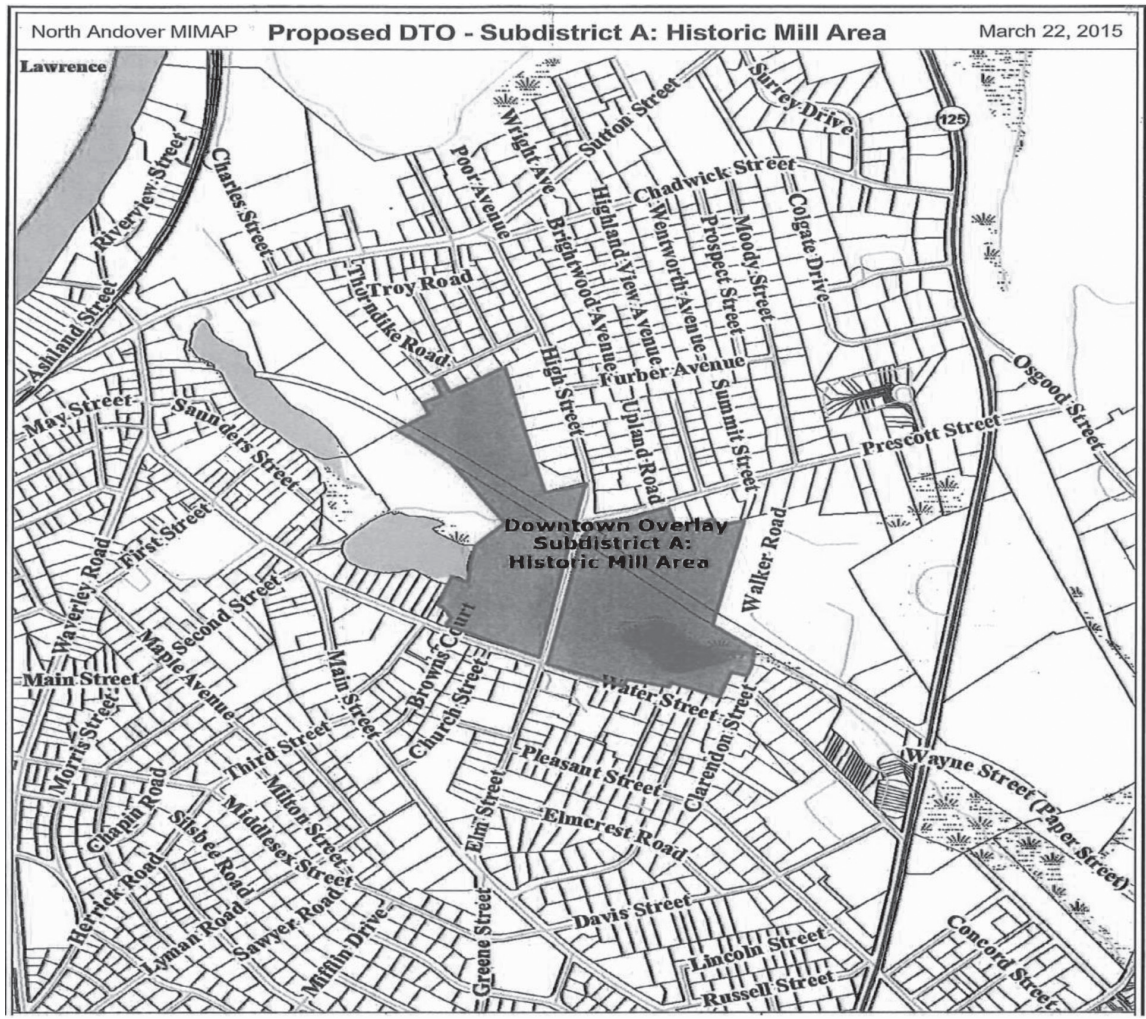 North Andover MIMAP
Proposed DTO - Subdistrict A: Historic Mill Area
March 22, 2015
Lawrence
125
Riverview Street
Charles Street
Poor Avenue
Wright Ave
Sutton Street
Surrey Drive
Chadwick Street
Ashland Street
Thorndike Road
Troy Road
Brightwood Avenue
Highland View Avenue
Wentworth Avenue
Prospect Street
Moody Street
Colgate Drive
High Street
Furber Avenue
Upland Road
Summit Street
Prescott Street
Osgood Street
May Street
Sannders Street
First Street
Waverley Road
Second Street
Maple Avenue
Main Street
Main Street
Morris Street
Downtown Overlay
Subdistrict A:
Historic Mill Area
Walker Road
Browns Court
Church Street
Water Street
Clarendon Street
Third Street
Pleasant Street
Wayne Street (Paper Street)
Chapin Road
Milton Street
Middlesex Street
Silsbee Road
Elm Street
Elmcrest Road
Herrick Road
Lyman Road
Sawyer Road
Mifflin Drive
Greene Street
Davis Street
Lincoln Street
Russell Street
Concord Street